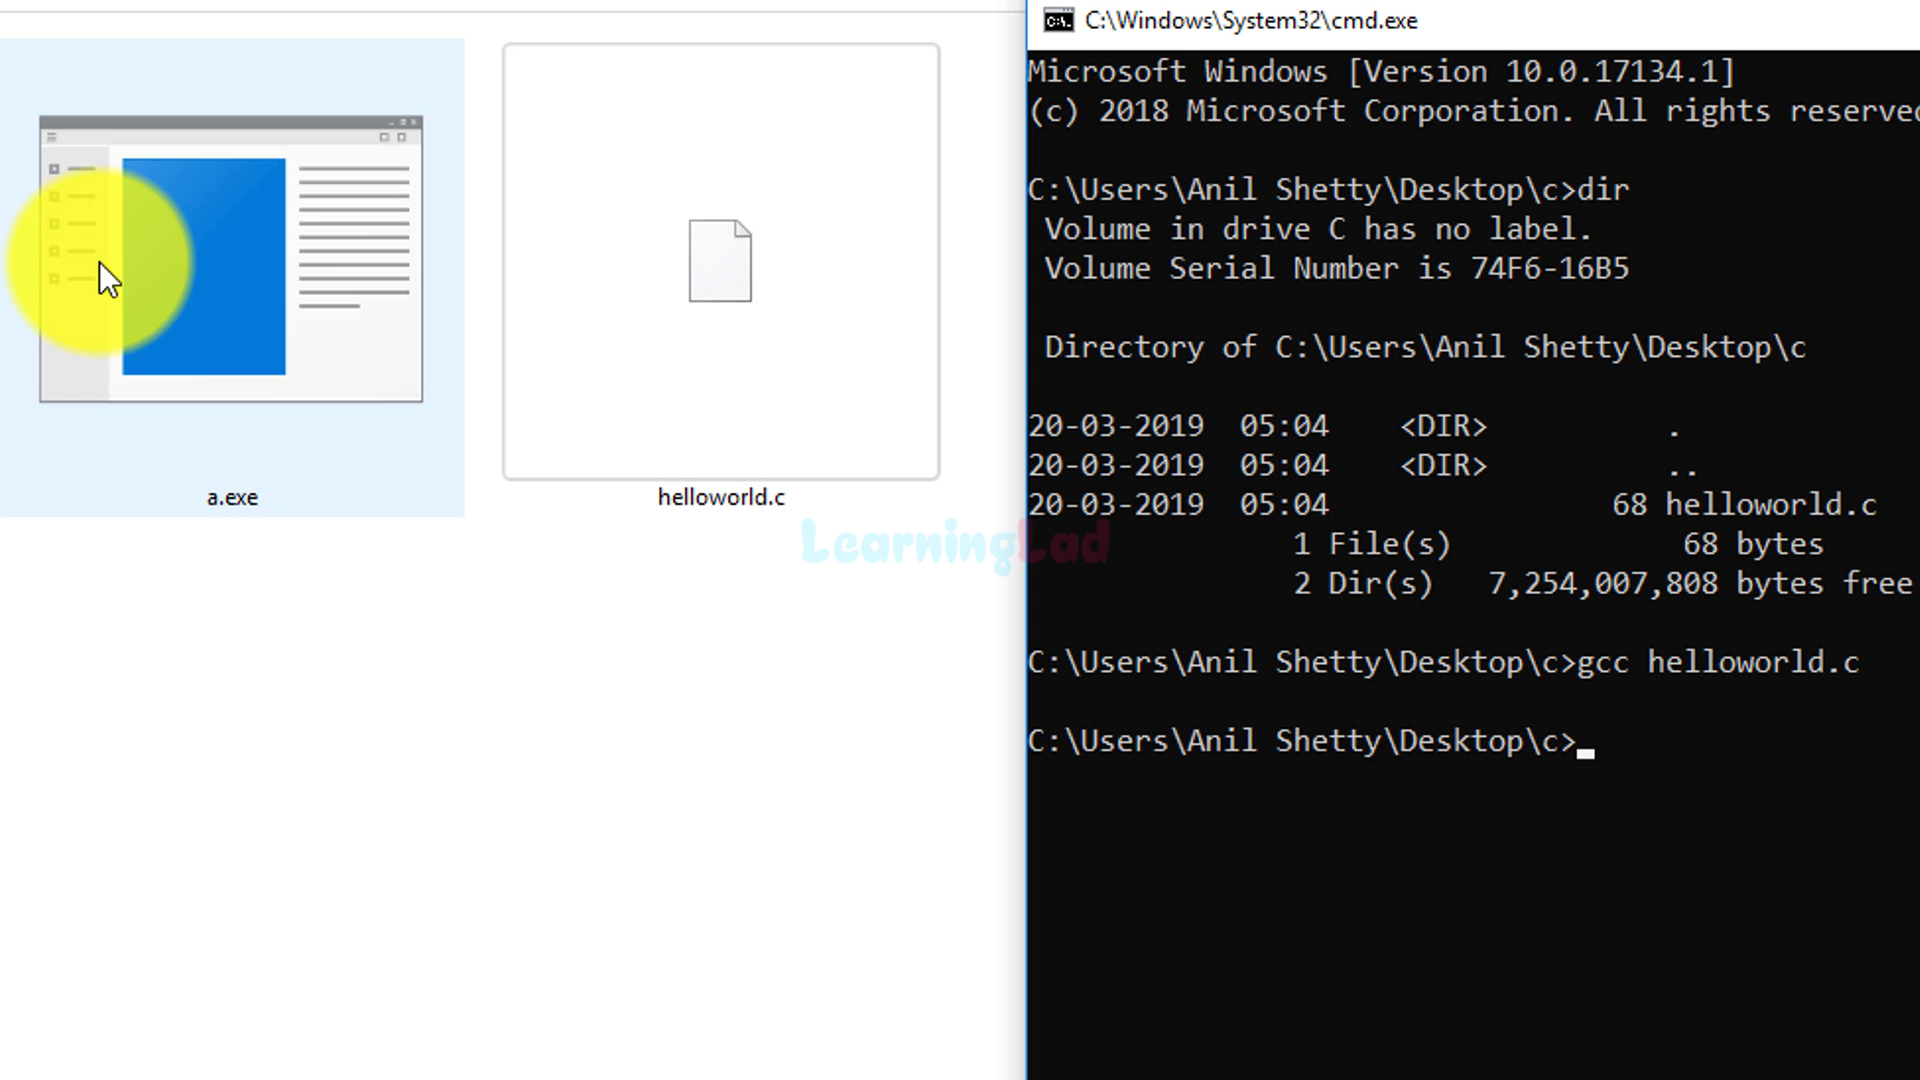 a.exe
helloworld.c
LearningLad
C:\Windows\System32\cmd.exe
Microsoft Windows [Version 10.0.17134.1]
(c) 2018 Microsoft Corporation. All rights reserved
C:\Users\Anil Shetty\Desktop\c>dir
Volume in drive C has no label.
Volume Serial Number is 74F6-16B5
Directory of C:\Users\Anil Shetty\Desktop\c
20-03-2019 05:04 <DIR> .
20-03-2019 05:04 <DIR> ..
20-03-2019 05:04 68 helloworld.c
1 File(s) 68 bytes
2 Dir(s) 7,254,007,808 bytes free
C:\Users\Anil Shetty\Desktop\c>gcc helloworld.c
C:\Users\Anil Shetty\Desktop\c>